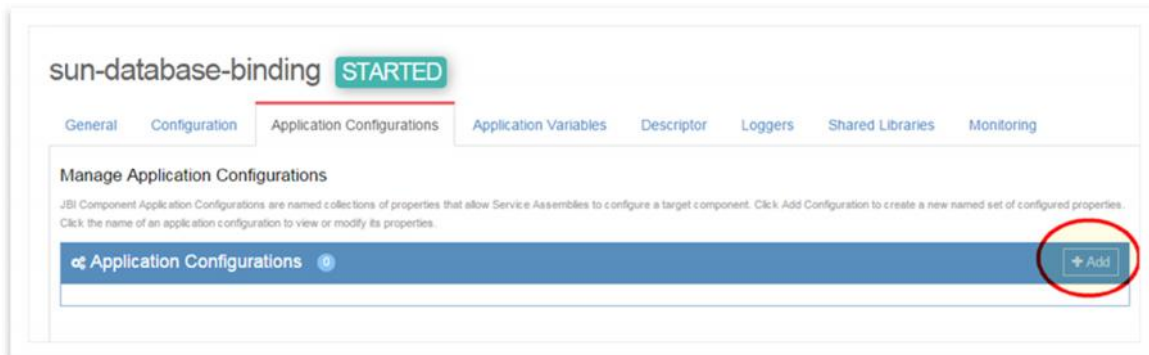 sun-database-binding STARTED
General Configuration Application Configurations Application Variables Descriptor Loggers Shared Libraries Monitoring
Manage Application Configurations
JBI Component Application Configurations are named collections of properties that allow Service Assemblies to configure a target component. Click Add Configuration to create a new named set of configured properties.
Click the name of an application configuration to view or modify its properties.
Application Configurations 0
+ Add